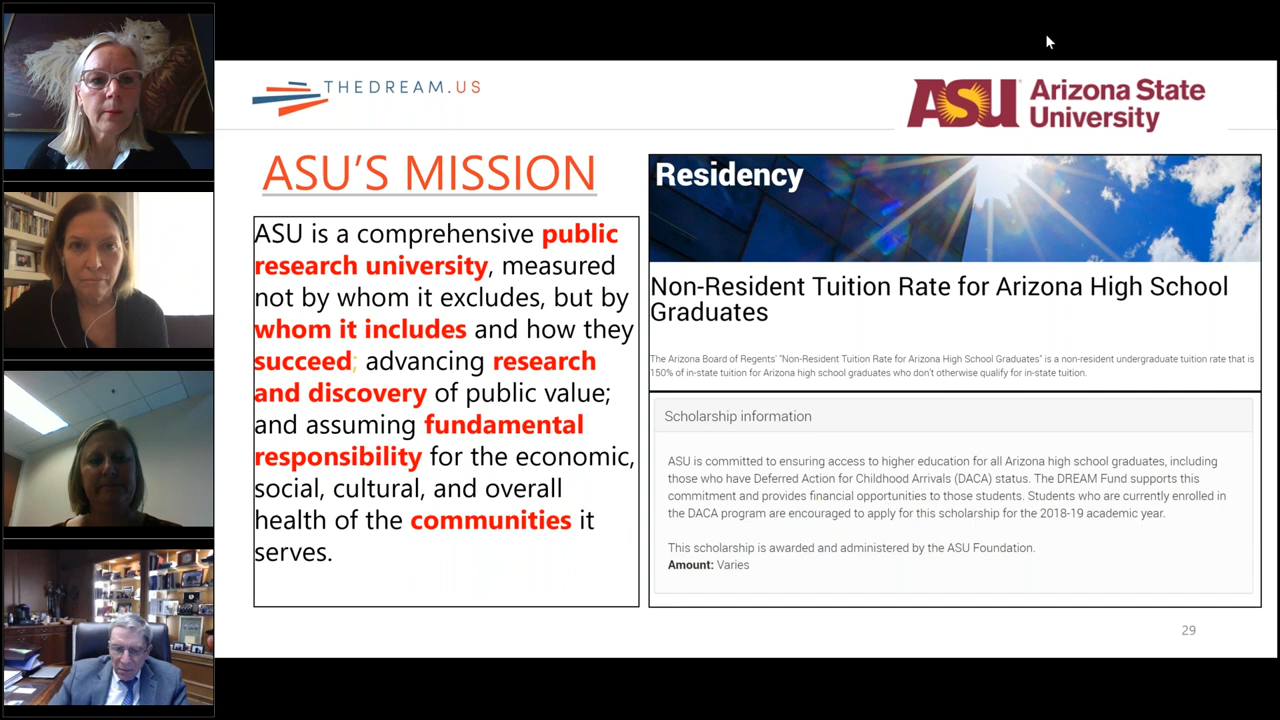 THEDREAM.US
ASU Arizona State
University
ASU'S MISSION
ASU is a comprehensive public
research university, measured
not by whom it excludes, but by
whom it includes and how they
succeed; advancing research
and discovery of public value;
and assuming fundamental
responsibility for the economic,
social, cultural, and overall
health of the communities it
serves.
Residency
Non-Resident Tuition Rate for Arizona High School
Graduates
The Arizona Board of Regents' "Non-Resident Tuition Rate for Arizona High School Graduates" is a non-resident undergraduate tuition rate that is
150% of in-state tuition for Arizona high school graduates who don't otherwise qualify for in-state tuition.
Scholarship information
ASU is committed to ensuring access to higher education for all Arizona high school graduates, including
those who have Deferred Action for Childhood Arrivals (DACA) status. The DREAM Fund supports this
commitment and provides financial opportunities to those students. Students who are currently enrolled in
the DACA program are encouraged to apply for this scholarship for the 2018-19 academic year.
This scholarship is awarded and administered by the ASU Foundation.
Amount: Varies
29